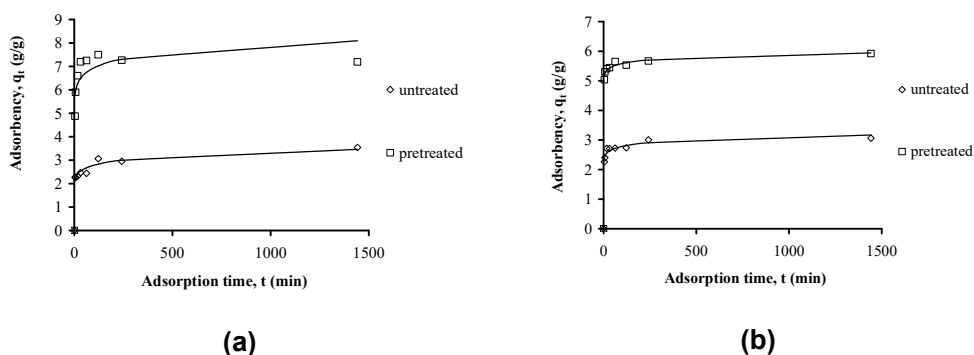 9
8
7
6
5
4
3
2
1
0
Adsorbency, qt (g/g)
0 500 1000 1500
Adsorption time, t (min)
untreated
pretreated
(a)
7
6
5
4
3
2
1
0
Adsorbency, qt (g/g)
0 500 1000 1500
Adsorption time, t (min)
untreated
pretreated
(b)